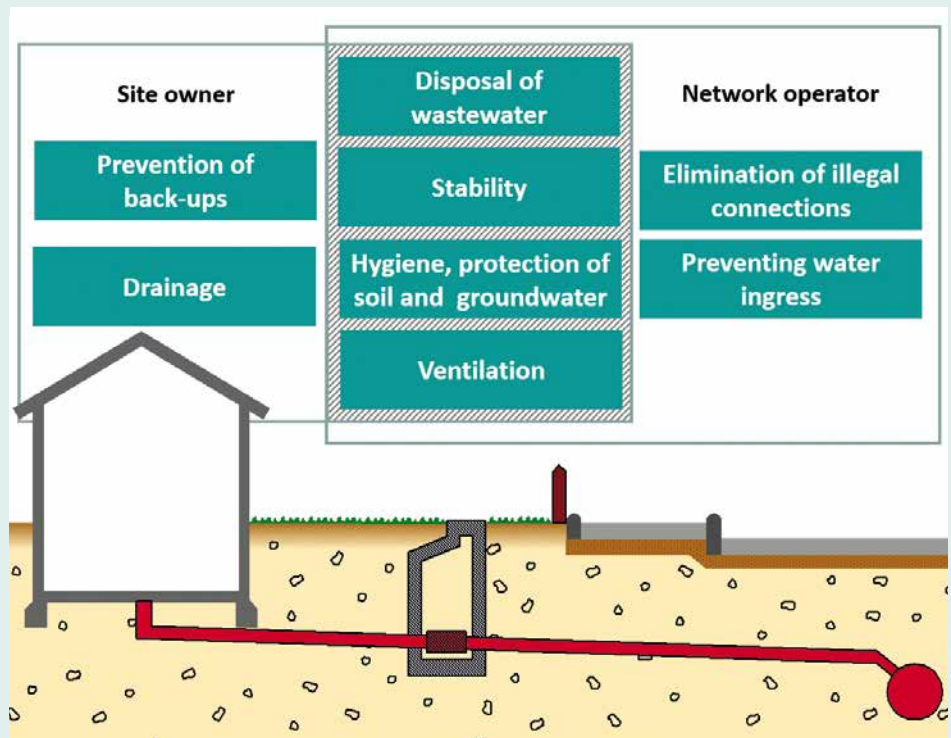 Site owner
Prevention of
back-ups
Drainage
Disposal of
wastewater
Stability
Hygiene, protection of
soil and groundwater
Ventilation
Network operator
Elimination of illegal
connections
Preventing water
ingress